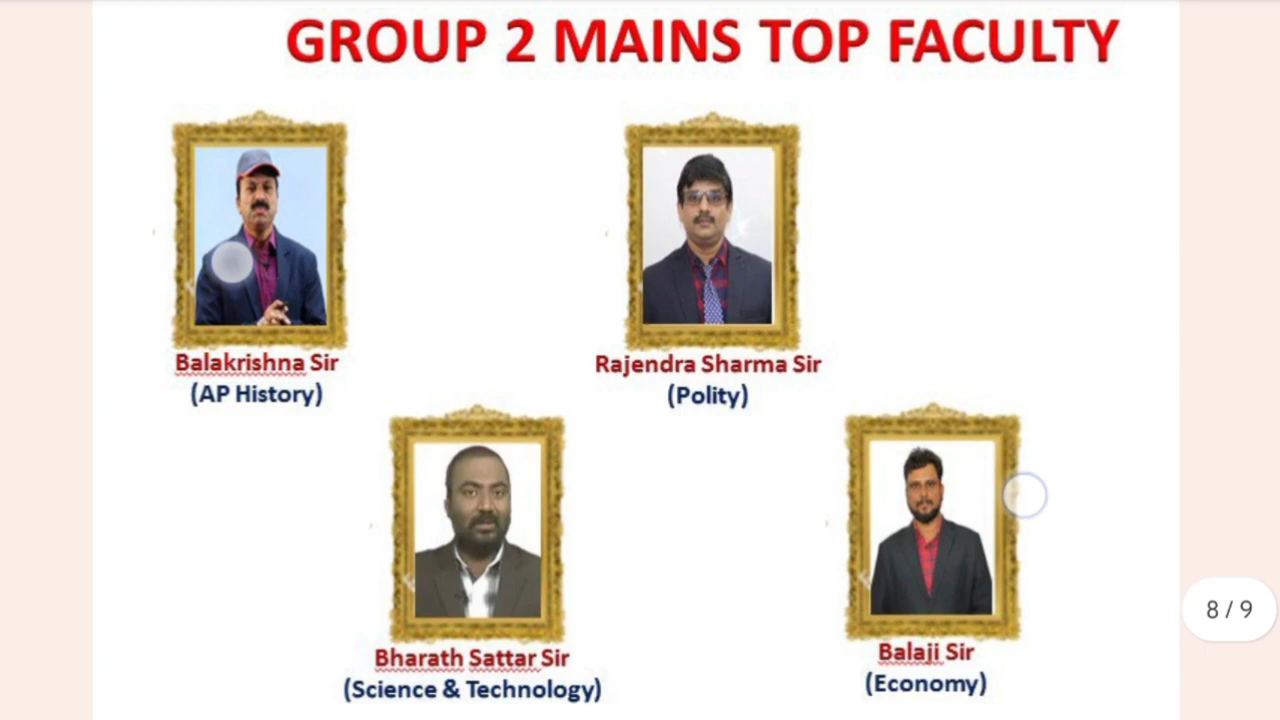 GROUP 2 MAINS TOP FACULTY
Balakrishna Sir
(AP History)
Rajendra Sharma Sir
(Polity)
Bharath Sattar Sir
(Science & Technology)
Balaji Sir
(Economy)
8 / 9